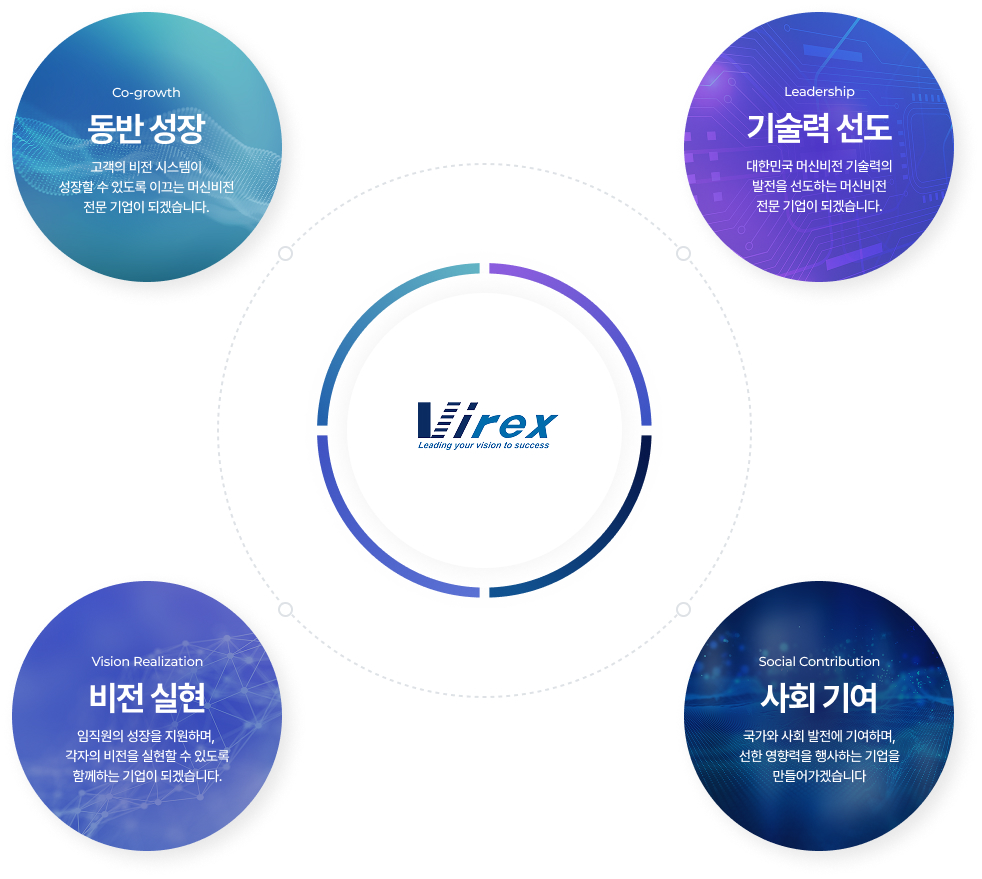 Co-growth
동반 성장
고객의 비전 시스템이
성장할 수 있도록 이끄는 머신비전
전문 기업이 되겠습니다.
Leadership
기술력 선도
대한민국 머신비전 기술력의
발전을 선도하는 머신비전
전문 기업이 되겠습니다.
Virex
Leading your vision to success
Vision Realization
비전 실현
임직원의 성장을 지원하며,
각자의 비전을 실현할 수 있도록
함께하는 기업이 되겠습니다.
Social Contribution
사회 기여
국가와 사회 발전에 기여하며,
선한 영향력을 행사하는 기업을
만들어가겠습니다